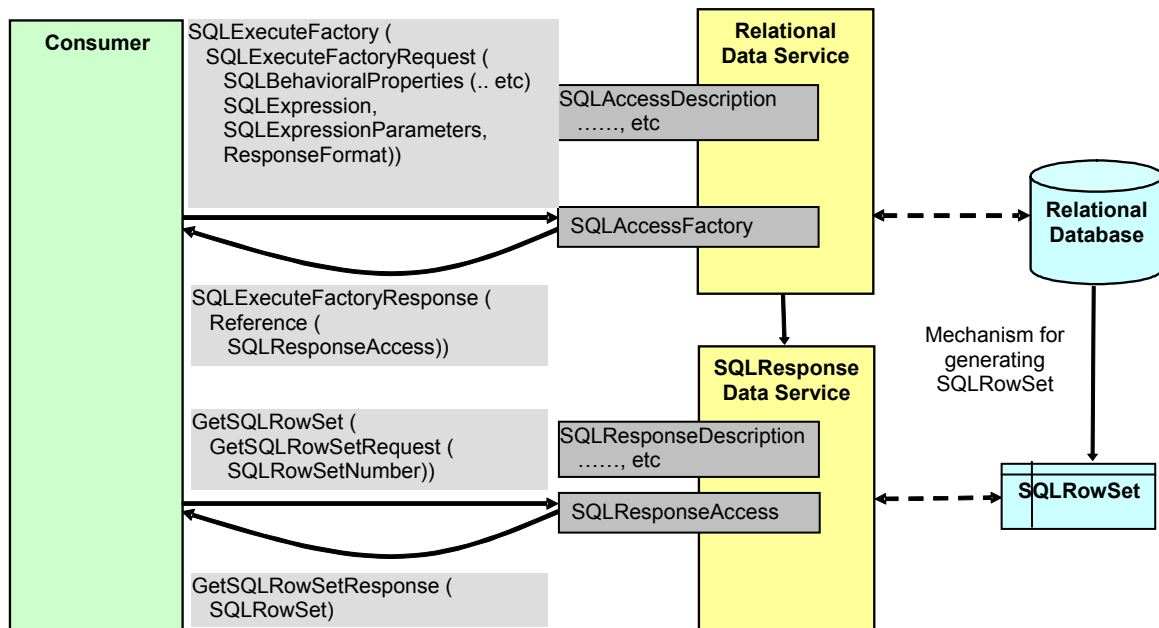 Consumer
SQLExecuteFactory (
SQLExecuteFactoryRequest (
SQLBehavioralProperties (.. etc)
SQLExpression,
SQLExpressionParameters,
ResponseFormat))
Relational
Data Service
SQLAccessDescription
……, etc
SQLAccessFactory
Relational
Database
SQLExecuteFactoryResponse (
Reference (
SQLResponseAccess))
Mechanism for
generating
SQLRowSet
SQLResponse
Data Service
GetSQLRowSet (
GetSQLRowSetRequest (
SQLRowSetNumber))
SQLResponseDescription
……, etc
SQLResponseAccess
SQLRowSet
GetSQLRowSetResponse (
SQLRowSet)